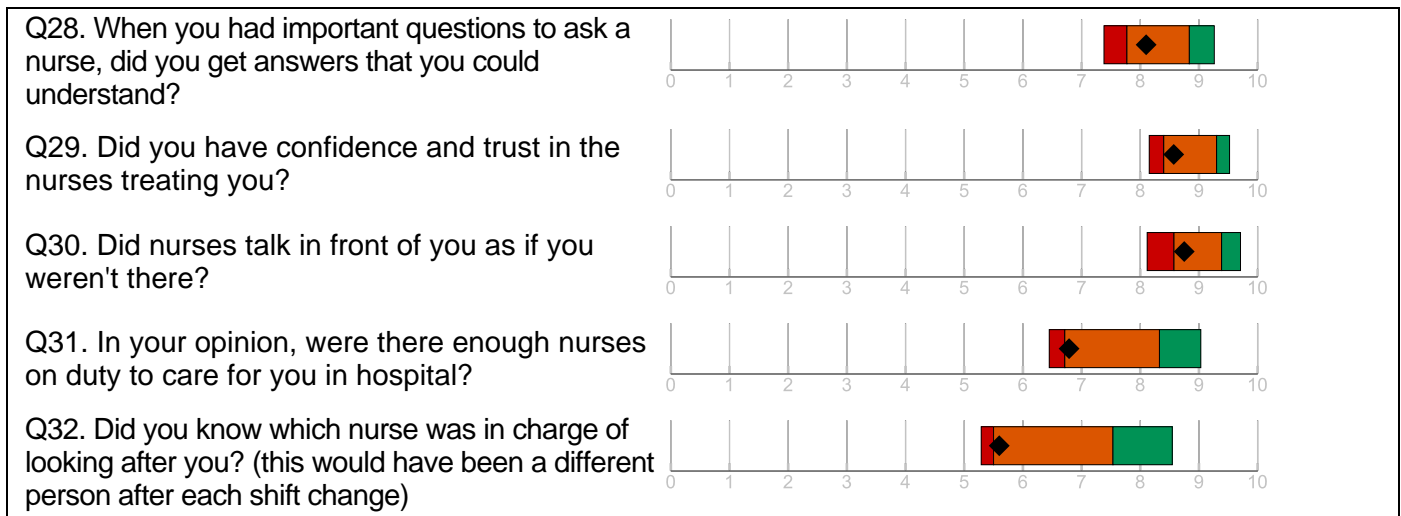 Q28. When you had important questions to ask a
nurse, did you get answers that you could
understand?
0 1 2 3 4 5 6 7 8 9 10
Q29. Did you have confidence and trust in the
nurses treating you?
0 1 2 3 4 5 6 7 8 9 10
Q30. Did nurses talk in front of you as if you
weren't there?
0 1 2 3 4 5 6 7 8 9 10
Q31. In your opinion, were there enough nurses
on duty to care for you in hospital?
0 1 2 3 4 5 6 7 8 9 10
Q32. Did you know which nurse was in charge of
looking after you? (this would have been a different
person after each shift change)
0 1 2 3 4 5 6 7 8 9 10